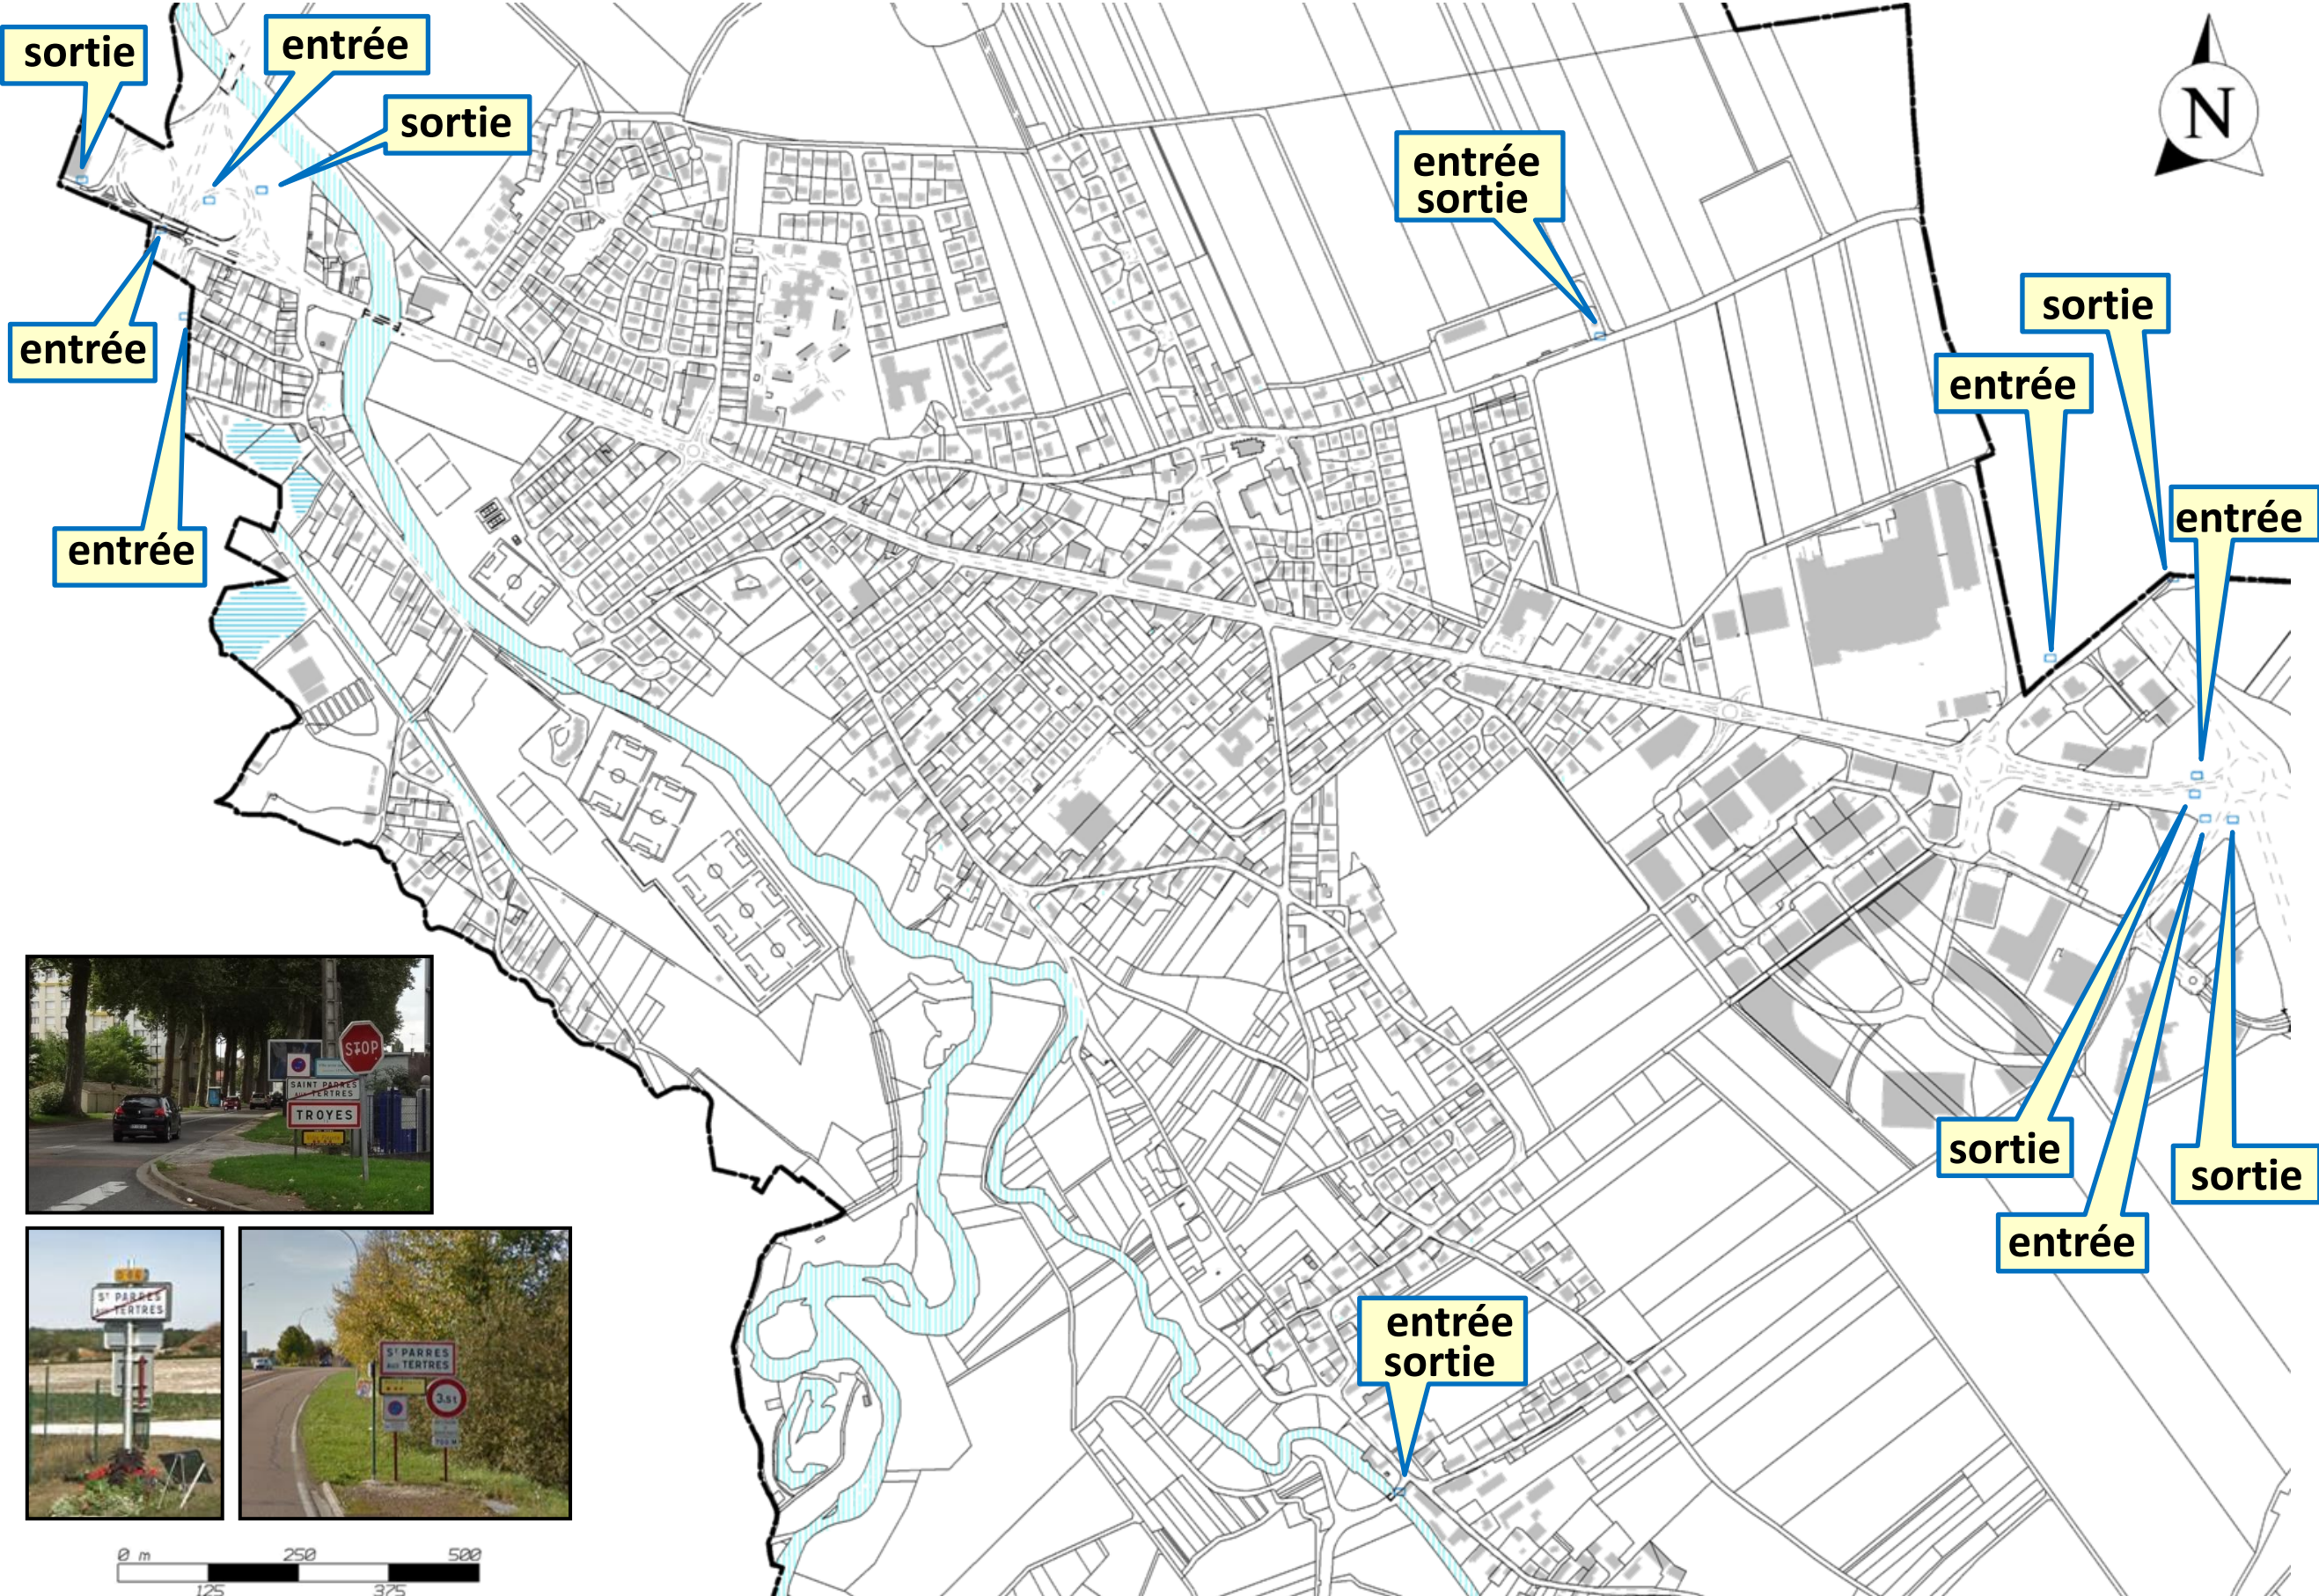 sortie
entrée
sortie
entrée
entrée
N
entrée
sortie
sortie
entrée
entrée
sortie
entrée
sortie
entrée
sortie
STOP
SAINT PARRES
AUX TERTRES
TROYES
ST PARRES
AUX TERTRES
ST PARRES
AUX TERTRES
3.5t
0 m
250
500
125
375